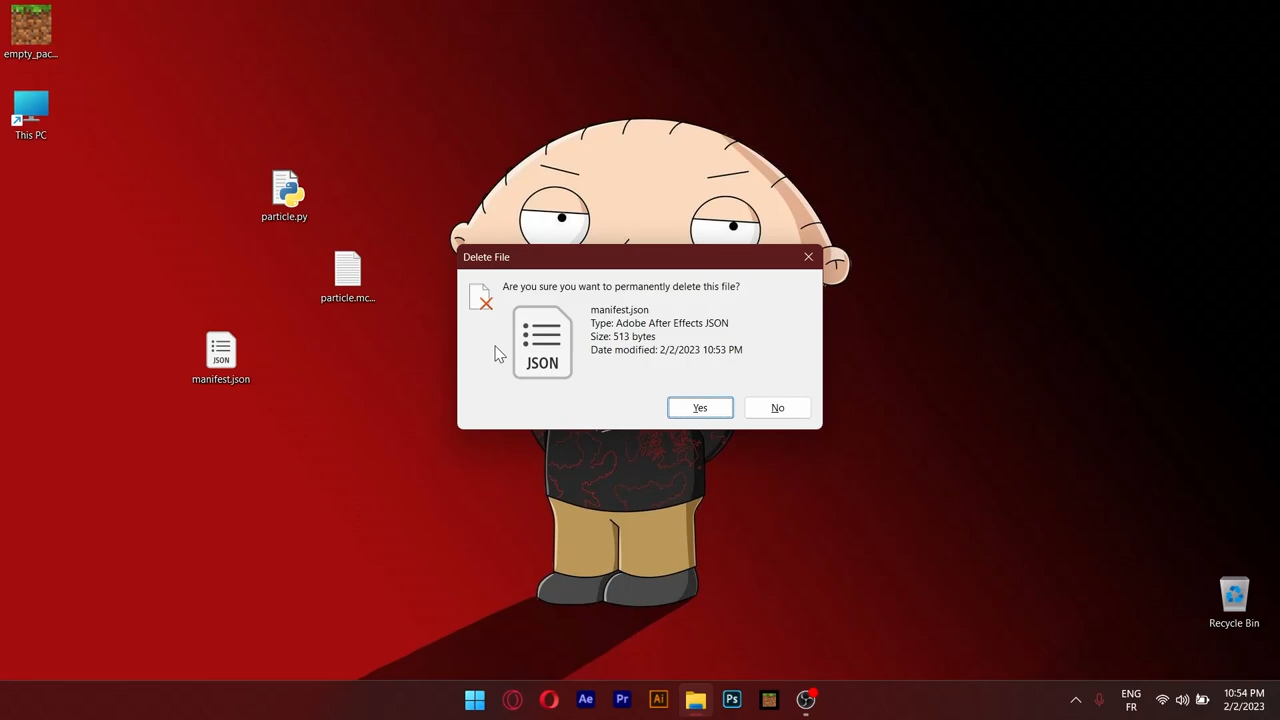 empty_pac...
This PC
particle.py
particle.mc...
JSON
manifest.json
Delete File
Are you sure you want to permanently delete this file?
manifest.json
Type: Adobe After Effects JSON
Size: 513 bytes
Date modified: 2/2/2023 10:53 PM
JSON
Yes
No
Recycle Bin
Ae
Pr
Ai
Ps
ENG
FR
10:54 PM
2/2/2023